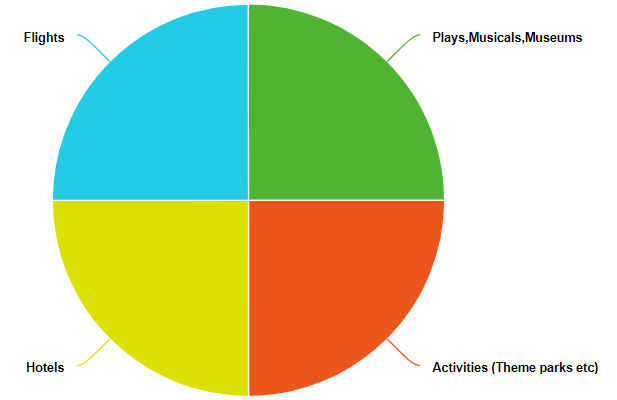 Flights
Plays,Musicals,Museums
Hotels
Activities (Theme parks etc)